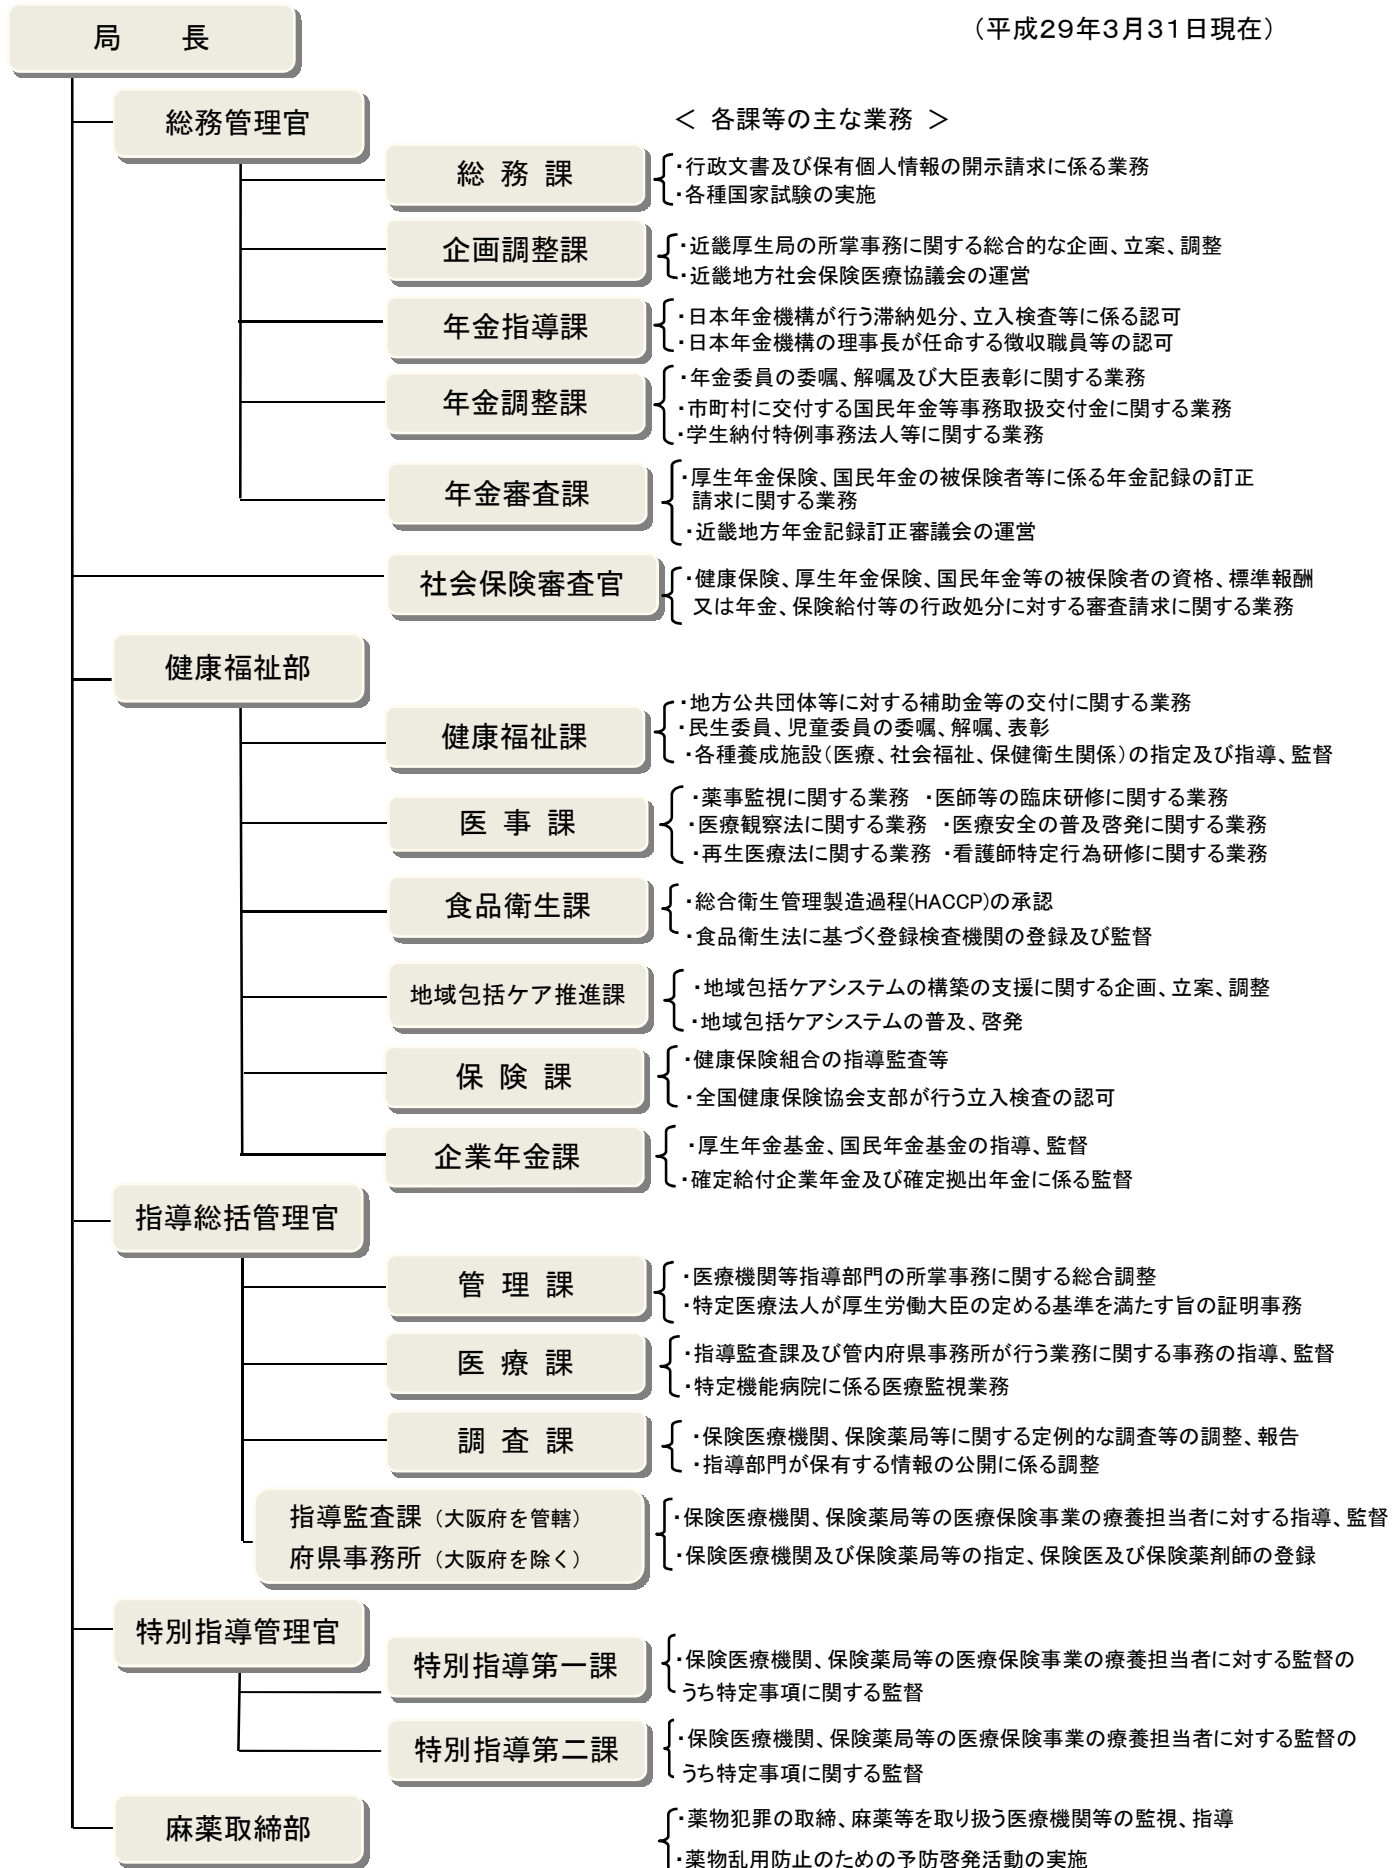 局　　長
（平成29年3月31日現在）
総務管理官
＜ 各課等の主な業務 ＞
総 務 課
・行政文書及び保有個人情報の開示請求に係る業務
・各種国家試験の実施
企画調整課
・近畿厚生局の所掌事務に関する総合的な企画、立案、調整
・近畿地方社会保険医療協議会の運営
年金指導課
・日本年金機構が行う滞納処分、立入検査等に係る認可
・日本年金機構の理事長が任命する徴収職員等の認可
年金調整課
・年金委員の委嘱、解嘱及び大臣表彰に関する業務
・市町村に交付する国民年金等事務取扱交付金に関する業務
・学生納付特例事務法人等に関する業務
年金審査課
・厚生年金保険、国民年金の被保険者等に係る年金記録の訂正
請求に関する業務
・近畿地方年金記録訂正審議会の運営
社会保険審査官
・健康保険、厚生年金保険、国民年金等の被保険者の資格、標準報酬
又は年金、保険給付等の行政処分に対する審査請求に関する業務
健康福祉部
健康福祉課
・地方公共団体等に対する補助金等の交付に関する業務
・民生委員、児童委員の委嘱、解嘱、表彰
・各種養成施設（医療、社会福祉、保健衛生関係）の指定及び指導、監督
医 事 課
・薬事監視に関する業務 ・医師等の臨床研修に関する業務
・医療観察法に関する業務 ・医療安全の普及啓発に関する業務
・再生医療法に関する業務 ・看護師特定行為研修に関する業務
食品衛生課
・総合衛生管理製造過程(HACCP)の承認
・食品衛生法に基づく登録検査機関の登録及び監督
地域包括ケア推進課
・地域包括ケアシステムの構築の支援に関する企画、立案、調整
・地域包括ケアシステムの普及、啓発
保 険 課
・健康保険組合の指導監査等
・全国健康保険協会支部が行う立入検査の認可
企業年金課
・厚生年金基金、国民年金基金の指導、監督
・確定給付企業年金及び確定拠出年金に係る監督
指導総括管理官
管 理 課
・医療機関等指導部門の所掌事務に関する総合調整
・特定医療法人が厚生労働大臣の定める基準を満たす旨の証明事務
医 療 課
・指導監査課及び管内府県事務所が行う業務に関する事務の指導、監督
・特定機能病院に係る医療監視業務
調 査 課
・保険医療機関、保険薬局等に関する定例的な調査等の調整、報告
・指導部門が保有する情報の公開に係る調整
指導監査課（大阪府を管轄）
府県事務所（大阪府を除く）
・保険医療機関、保険薬局等の医療保険事業の療養担当者に対する指導、監督
・保険医療機関及び保険薬局等の指定、保険医及び保険薬剤師の登録
特別指導管理官
特別指導第一課
・保険医療機関、保険薬局等の医療保険事業の療養担当者に対する監督の
うち特定事項に関する監督
特別指導第二課
・保険医療機関、保険薬局等の医療保険事業の療養担当者に対する監督の
うち特定事項に関する監督
麻薬取締部
・薬物犯罪の取締、麻薬等を取り扱う医療機関等の監視、指導
・薬物乱用防止のための予防啓発活動の実施